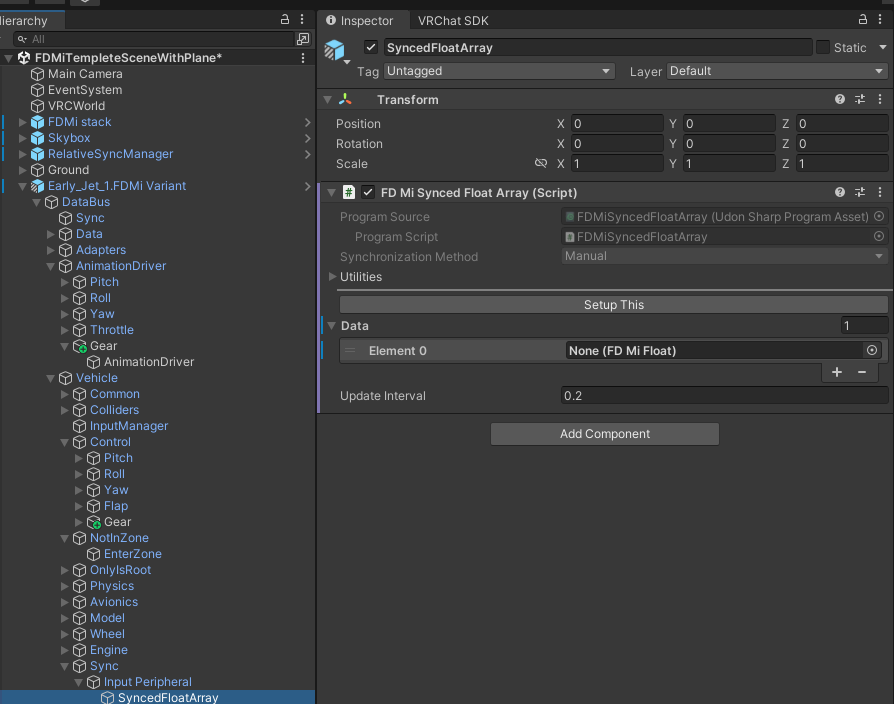 Hierarchy
All
FDMiTempleteSceneWithPlane*
Main Camera
EventSystem
VRCWorld
FDMi stack
Skybox
RelativeSyncManager
Ground
Early_Jet_1.FDMi Variant
DataBus
Sync
Data
Adapters
AnimationDriver
Pitch
Roll
Yaw
Throttle
Gear
AnimationDriver
Vehicle
Common
Colliders
InputManager
Control
Pitch
Roll
Yaw
Flap
Gear
NotInZone
EnterZone
OnlyIsRoot
Physics
Avionics
Model
Wheel
Engine
Sync
Input Peripheral
SyncedFloatArray
Inspector VRChat SDK
SyncedFloatArray Static
Tag Untagged Layer Default
Transform
Position X 0 Y 0 Z 0
Rotation X 0 Y 0 Z 0
Scale X 1 Y 1 Z 1
# FD Mi Synced Float Array (Script)
Program Source FDMiSyncedFloatArray (Udon Sharp Program Asset)
Program Script FDMiSyncedFloatArray
Synchronization Method Manual
Utilities
Setup This
Data 1
Element 0 None (FD Mi Float)
+ −
Update Interval 0.2
Add Component